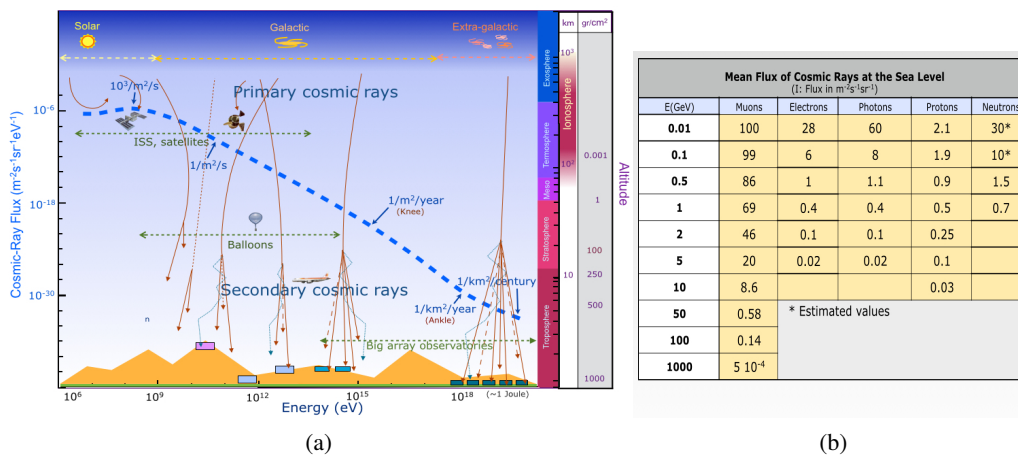 Solar
Galactic
Extra-galactic
km
gr/cm²
10³/m²/s
Primary cosmic rays
10³
Exosphere
Ionosphere
10⁻⁶
ISS, satellites
1/m²/s
Termosphere
10²
0.001
Altitude
Cosmic-Ray Flux (m⁻²s⁻¹sr⁻¹eV⁻¹)
10⁻¹⁸
1/m²/year
(Knee)
Meso
1
Balloons
Stratosphere
100
Secondary cosmic rays
1/km²/century
10
250
10⁻³⁰
1/km²/year
(Ankle)
500
n
Troposphere
Big array observatories
1000
10⁶
10⁹
10¹²
10¹⁵
10¹⁸
(~1 Joule)
Energy (eV)
(a)
Mean Flux of Cosmic Rays at the Sea Level
(I: Flux in m⁻²s⁻¹sr⁻¹)
E(GeV) Muons Electrons Photons Protons Neutrons
0.01 100 28 60 2.1 30*
0.1 99 6 8 1.9 10*
0.5 86 1 1.1 0.9 1.5
1 69 0.4 0.4 0.5 0.7
2 46 0.1 0.1 0.25
5 20 0.02 0.02 0.1
10 8.6 0.03
50 0.58 * Estimated values
100 0.14
1000 5 10⁻⁴
(b)